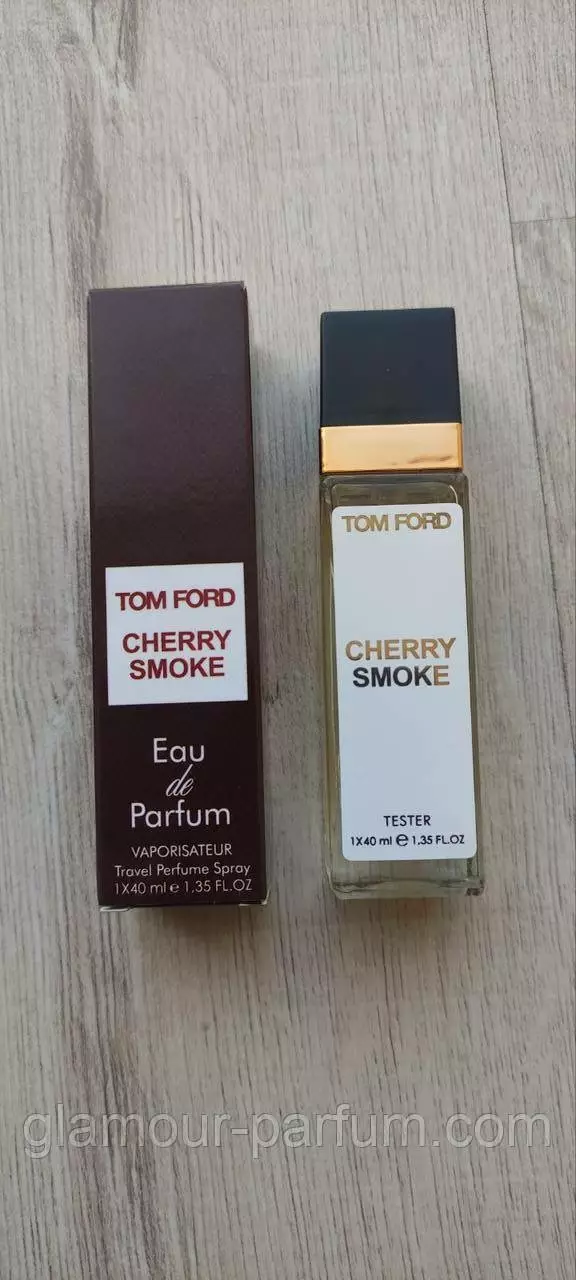 TOM FORD
CHERRY
SMOKE
Eau
de
Parfum
VAPORISATEUR
Travel Perfume Spray
1X40 ml ℮ 1.35 FL.OZ
TOM FORD
CHERRY
SMOKE
TESTER
1X40 ml ℮ 1,35 FL.OZ
glamour-parfum.com